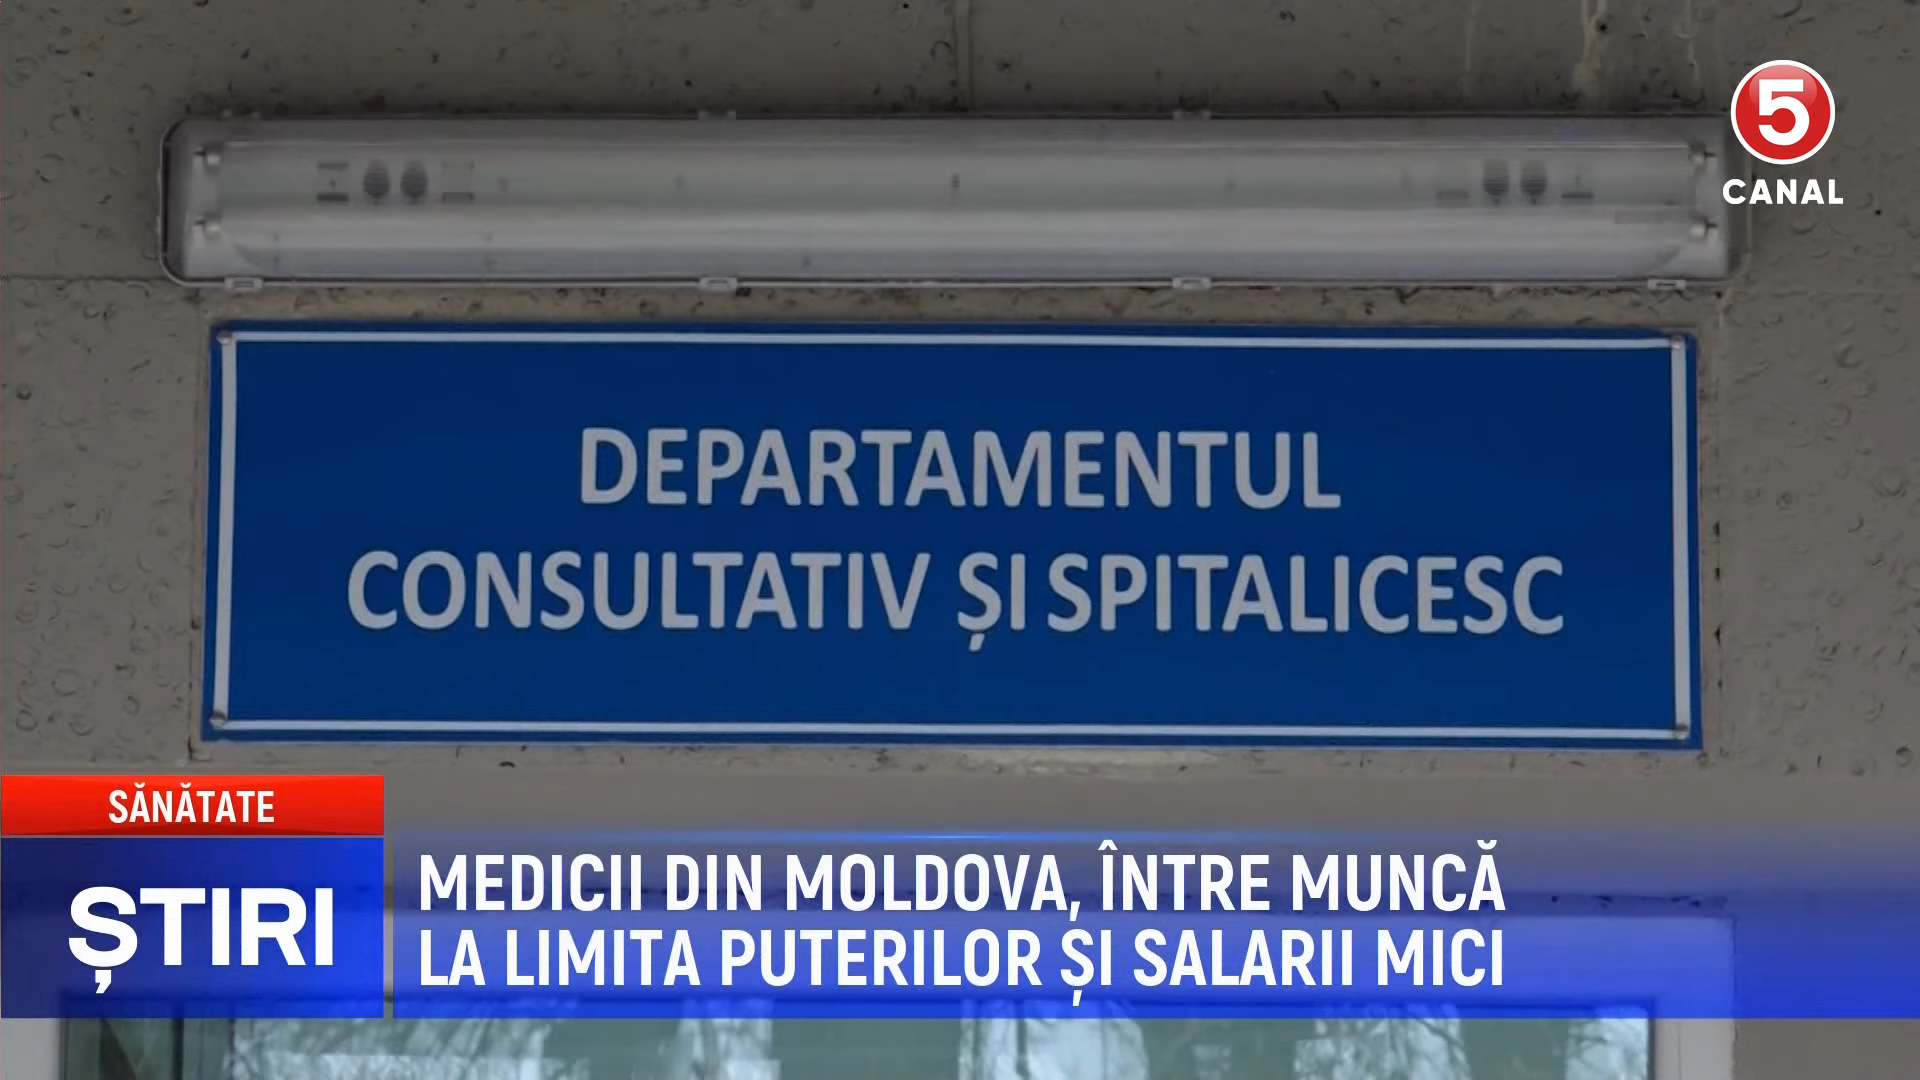 5
CANAL
DEPARTAMENTUL
CONSULTATIV ȘI SPITALICESC
SĂNĂTATE
ȘTIRI
MEDICII DIN MOLDOVA, ÎNTRE MUNCĂ
LA LIMITA PUTERILOR ȘI SALARII MICI